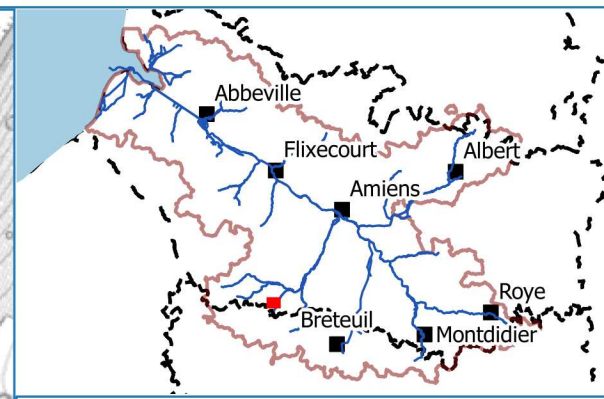 Abbeville
Flixecourt
Albert
Amiens
Roye
Breteuil
Montdidier